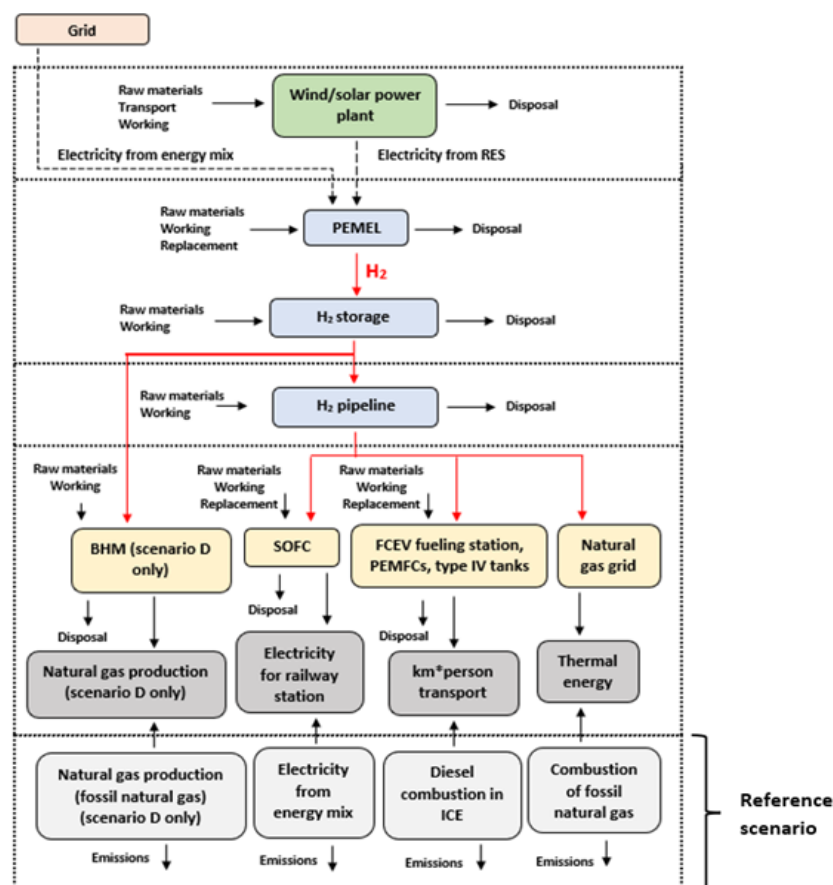 Grid
Raw materials
Transport
Working
Wind/solar power
plant
Disposal
Electricity from energy mix
Electricity from RES
Raw materials
Working
Replacement
PEMEL
Disposal
H₂
Raw materials
Working
H₂ storage
Disposal
Raw materials
Working
H₂ pipeline
Disposal
Raw materials
Working
Raw materials
Working
Replacement
Raw materials
Working
Replacement
BHM (scenario D
only)
SOFC
FCEV fueling station,
PEMFCs, type IV tanks
Natural
gas grid
Disposal
Disposal
Disposal
Natural gas production
(scenario D only)
Electricity
for railway
station
km*person
transport
Thermal
energy
Natural gas production
(fossil natural gas)
(scenario D only)
Electricity
from
energy mix
Diesel
combustion in
ICE
Combustion
of fossil
natural gas
Reference
scenario
Emissions
Emissions
Emissions
Emissions